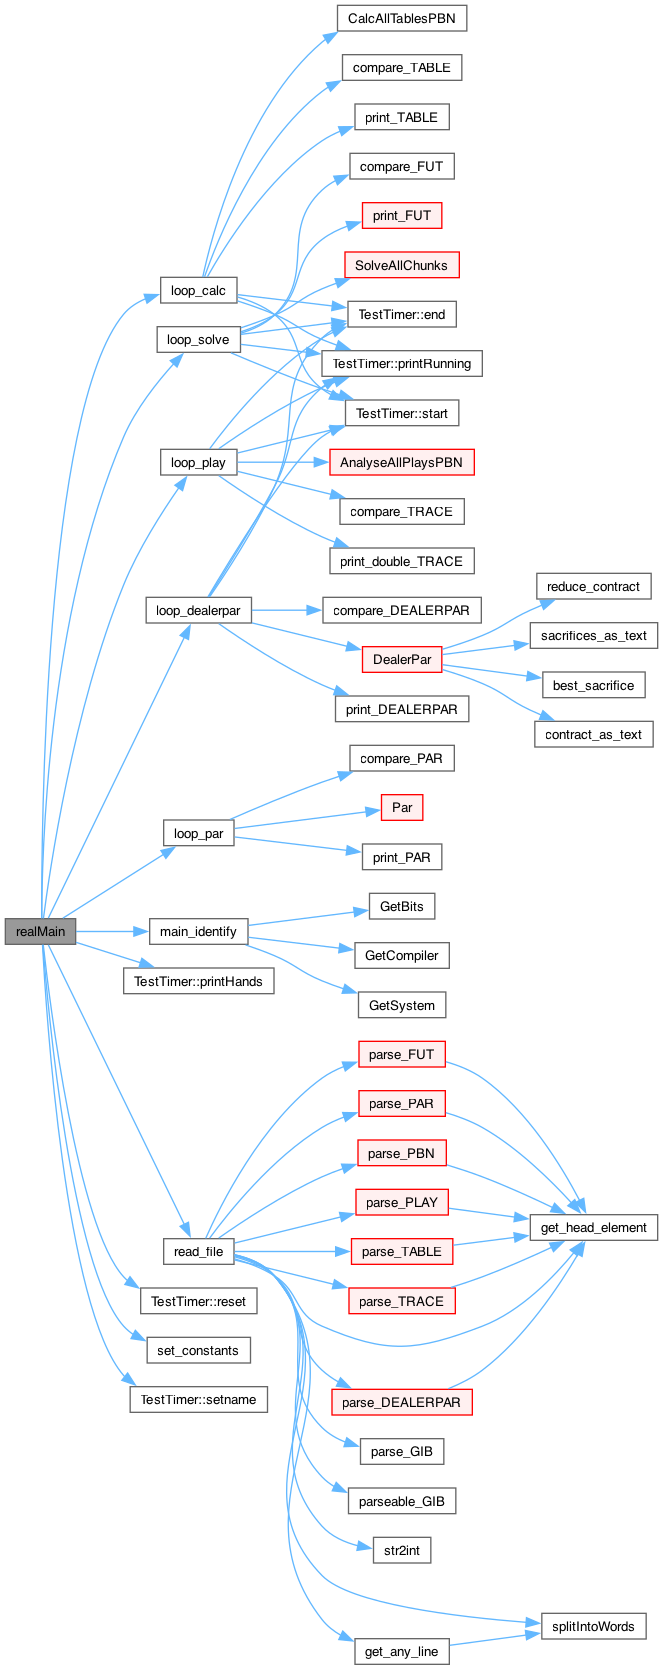 CalcAllTablesPBN
compare_TABLE
print_TABLE
compare_FUT
print_FUT
SolveAllChunks
loop_calc
TestTimer::end
loop_solve
TestTimer::printRunning
TestTimer::start
loop_play
AnalyseAllPlaysPBN
compare_TRACE
print_double_TRACE
reduce_contract
loop_dealerpar
compare_DEALERPAR
sacrifices_as_text
DealerPar
best_sacrifice
print_DEALERPAR
contract_as_text
compare_PAR
Par
loop_par
print_PAR
GetBits
realMain
main_identify
GetCompiler
TestTimer::printHands
GetSystem
parse_FUT
parse_PAR
parse_PBN
parse_PLAY
get_head_element
read_file
parse_TABLE
TestTimer::reset
parse_TRACE
set_constants
TestTimer::setname
parse_DEALERPAR
parse_GIB
parseable_GIB
str2int
splitIntoWords
get_any_line